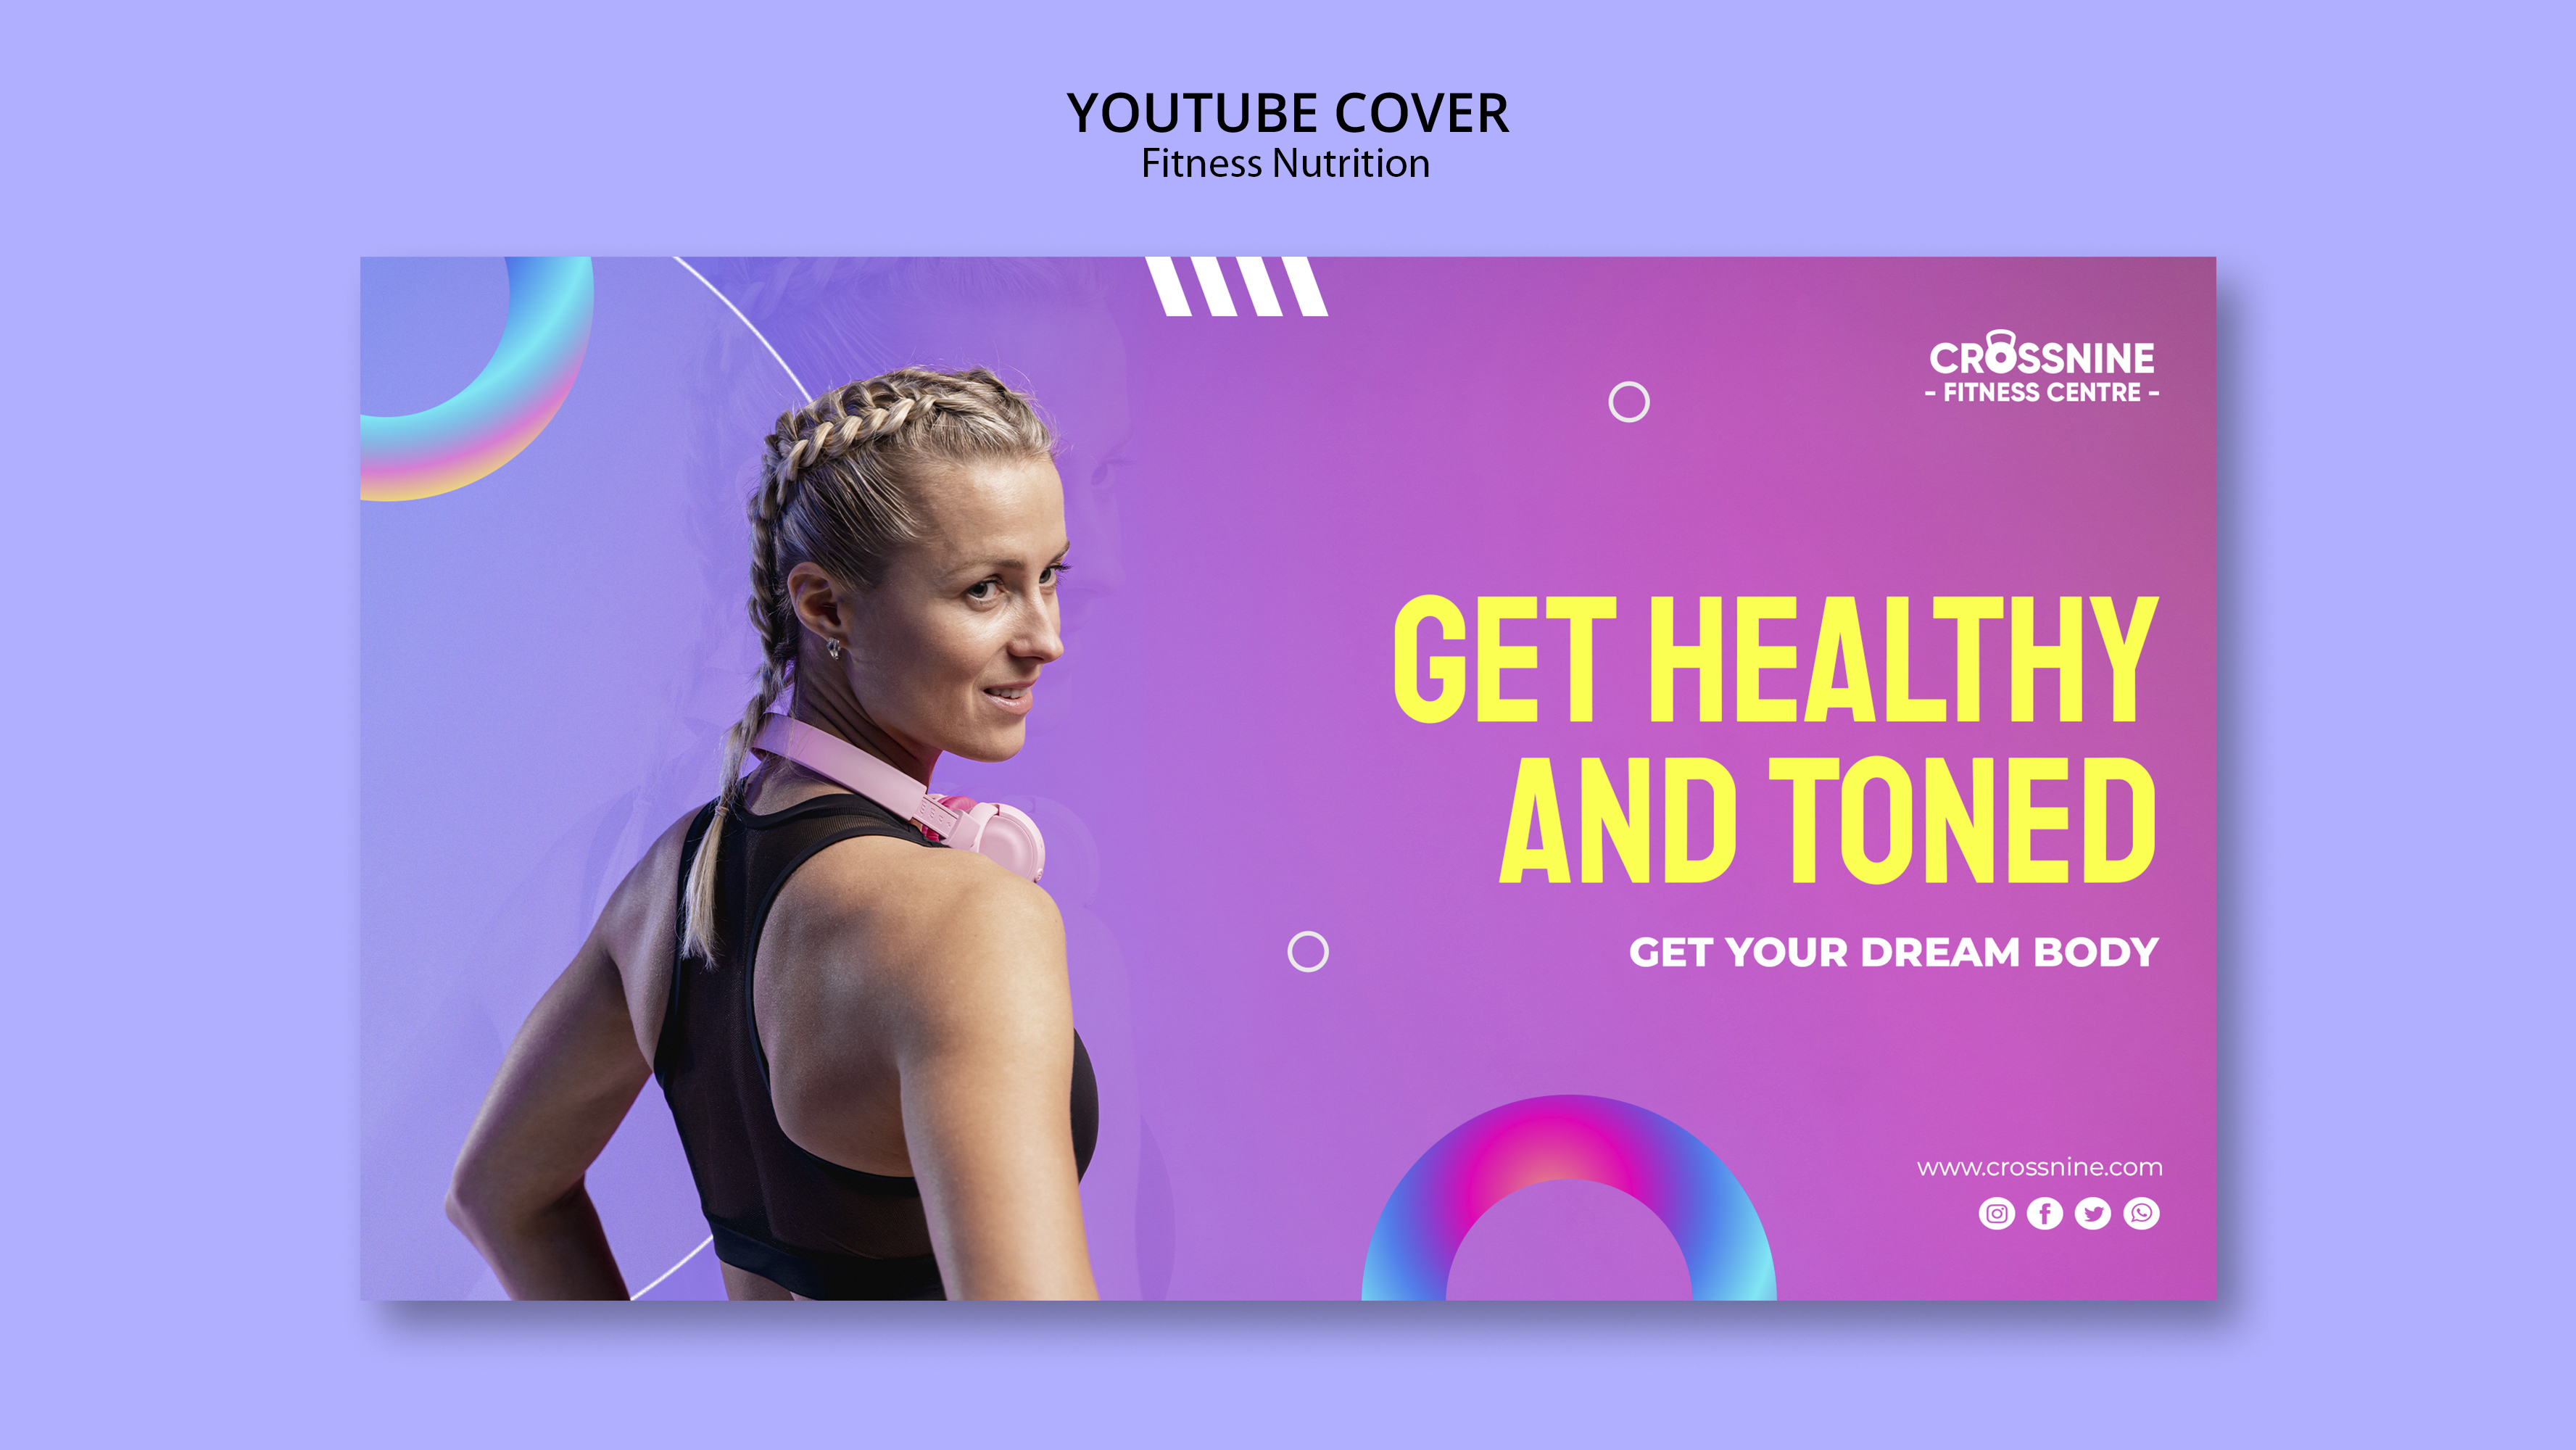 YOUTUBE COVER
Fitness Nutrition
CROSSNINE
- FITNESS CENTRE -
GET HEALTHY
AND TONED
GET YOUR DREAM BODY
www.crossnine.com